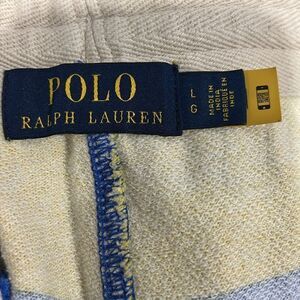 POLO
RALPH LAUREN
L
G
MADE IN
INDIA
FABRIQUÉ EN
INDE